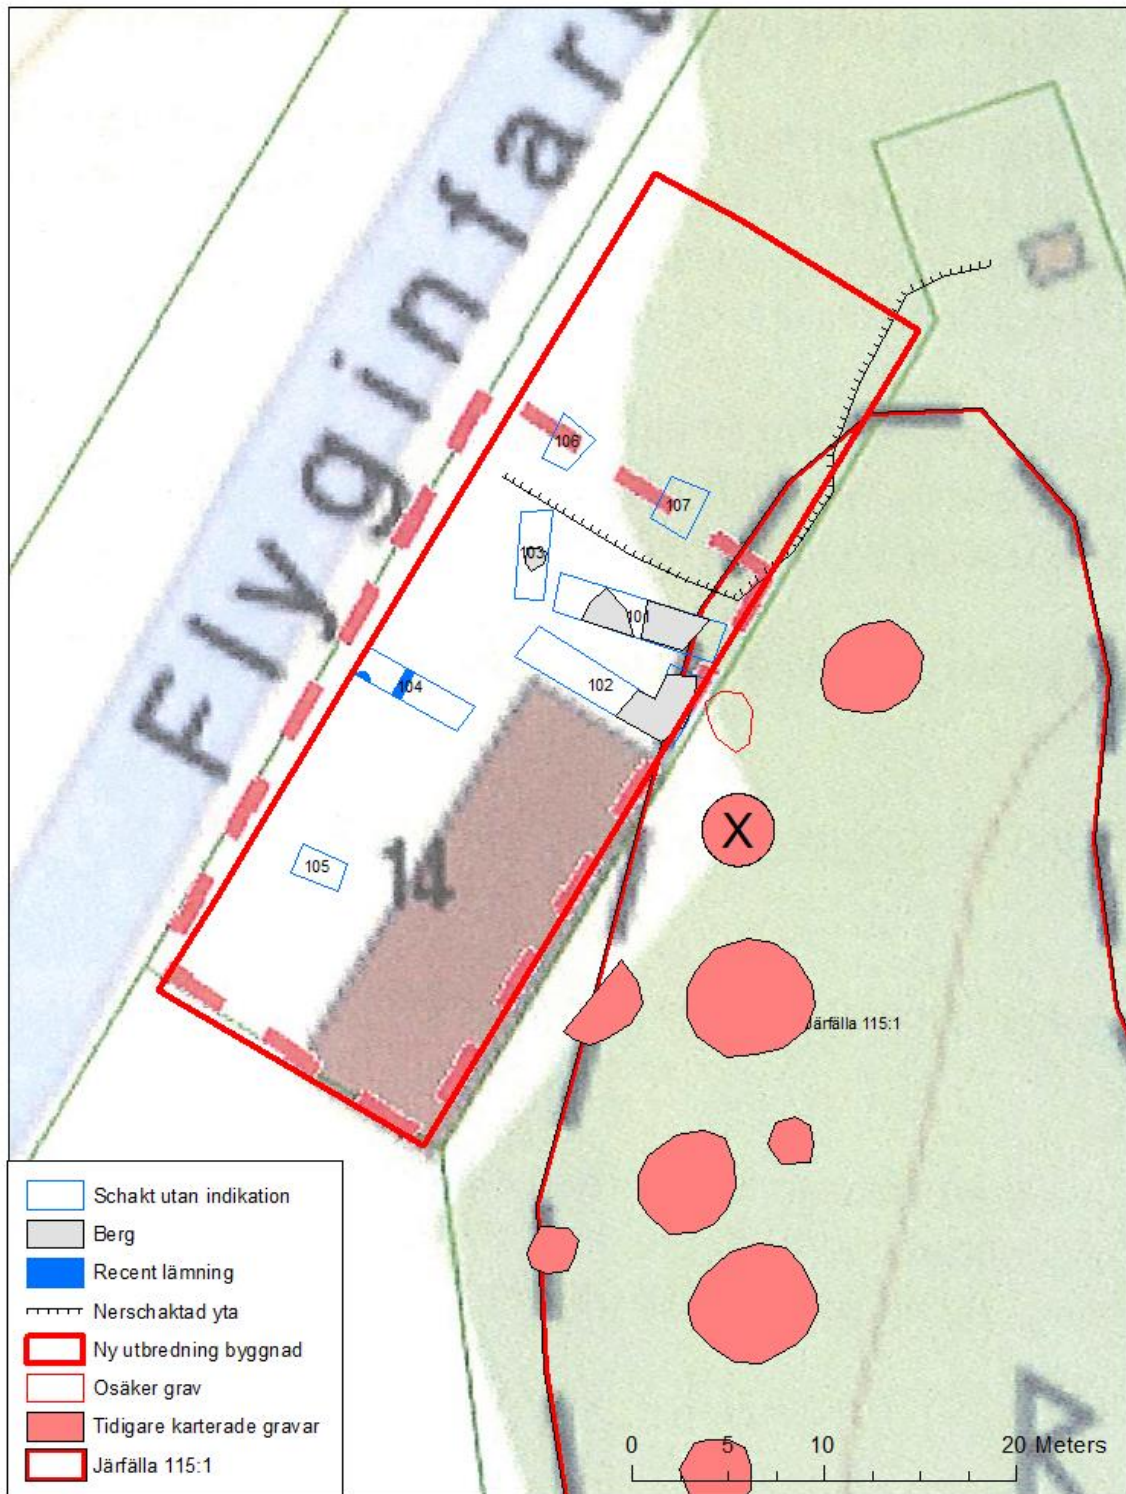 Flyginfart
106
107
103
101
102
104
105
14
X
Järfälla 115:1
Schakt utan indikation
Berg
Recent lämning
Nerschaktad yta
Ny utbredning byggnad
Osäker grav
Tidigare karterade gravar
Järfälla 115:1
0 5 10 20 Meters
R